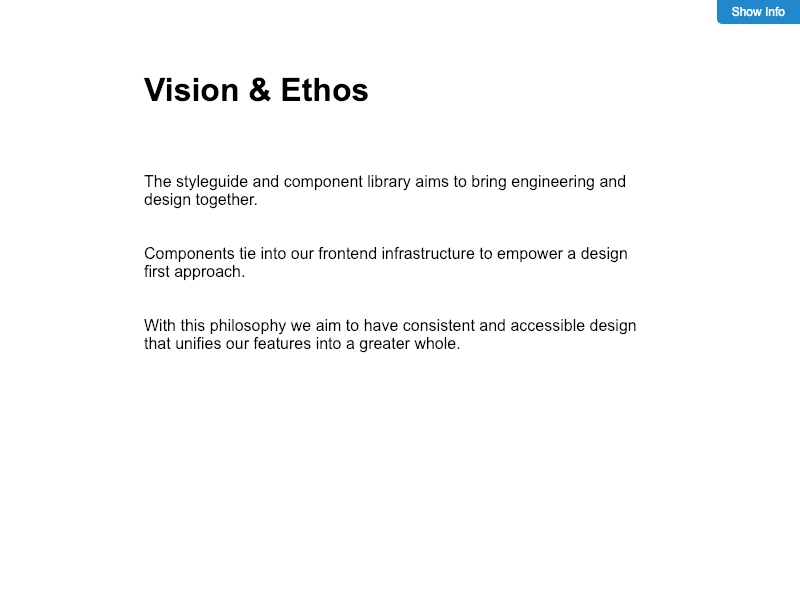 Show Info
Vision & Ethos
The styleguide and component library aims to bring engineering and
design together.
Components tie into our frontend infrastructure to empower a design
first approach.
With this philosophy we aim to have consistent and accessible design
that unifies our features into a greater whole.